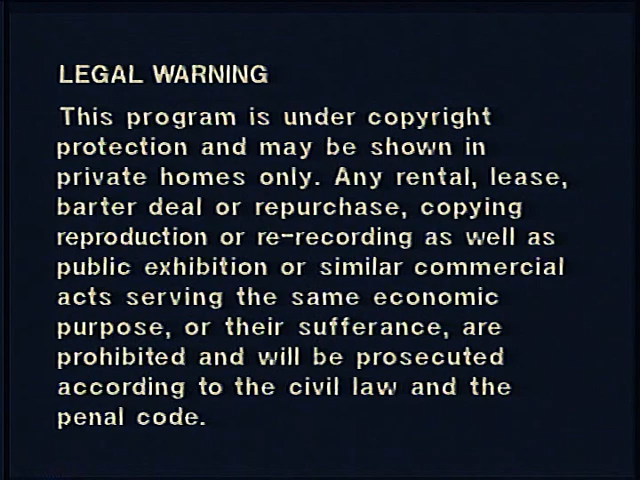 LEGAL WARNING
This program is under copyright
protection and may be shown in
private homes only. Any rental, lease,
barter deal or repurchase, copying
reproduction or re-recording as well as
public exhibition or similar commercial
acts serving the same economic
purpose, or their sufferance, are
prohibited and will be prosecuted
according to the civil law and the
penal code.